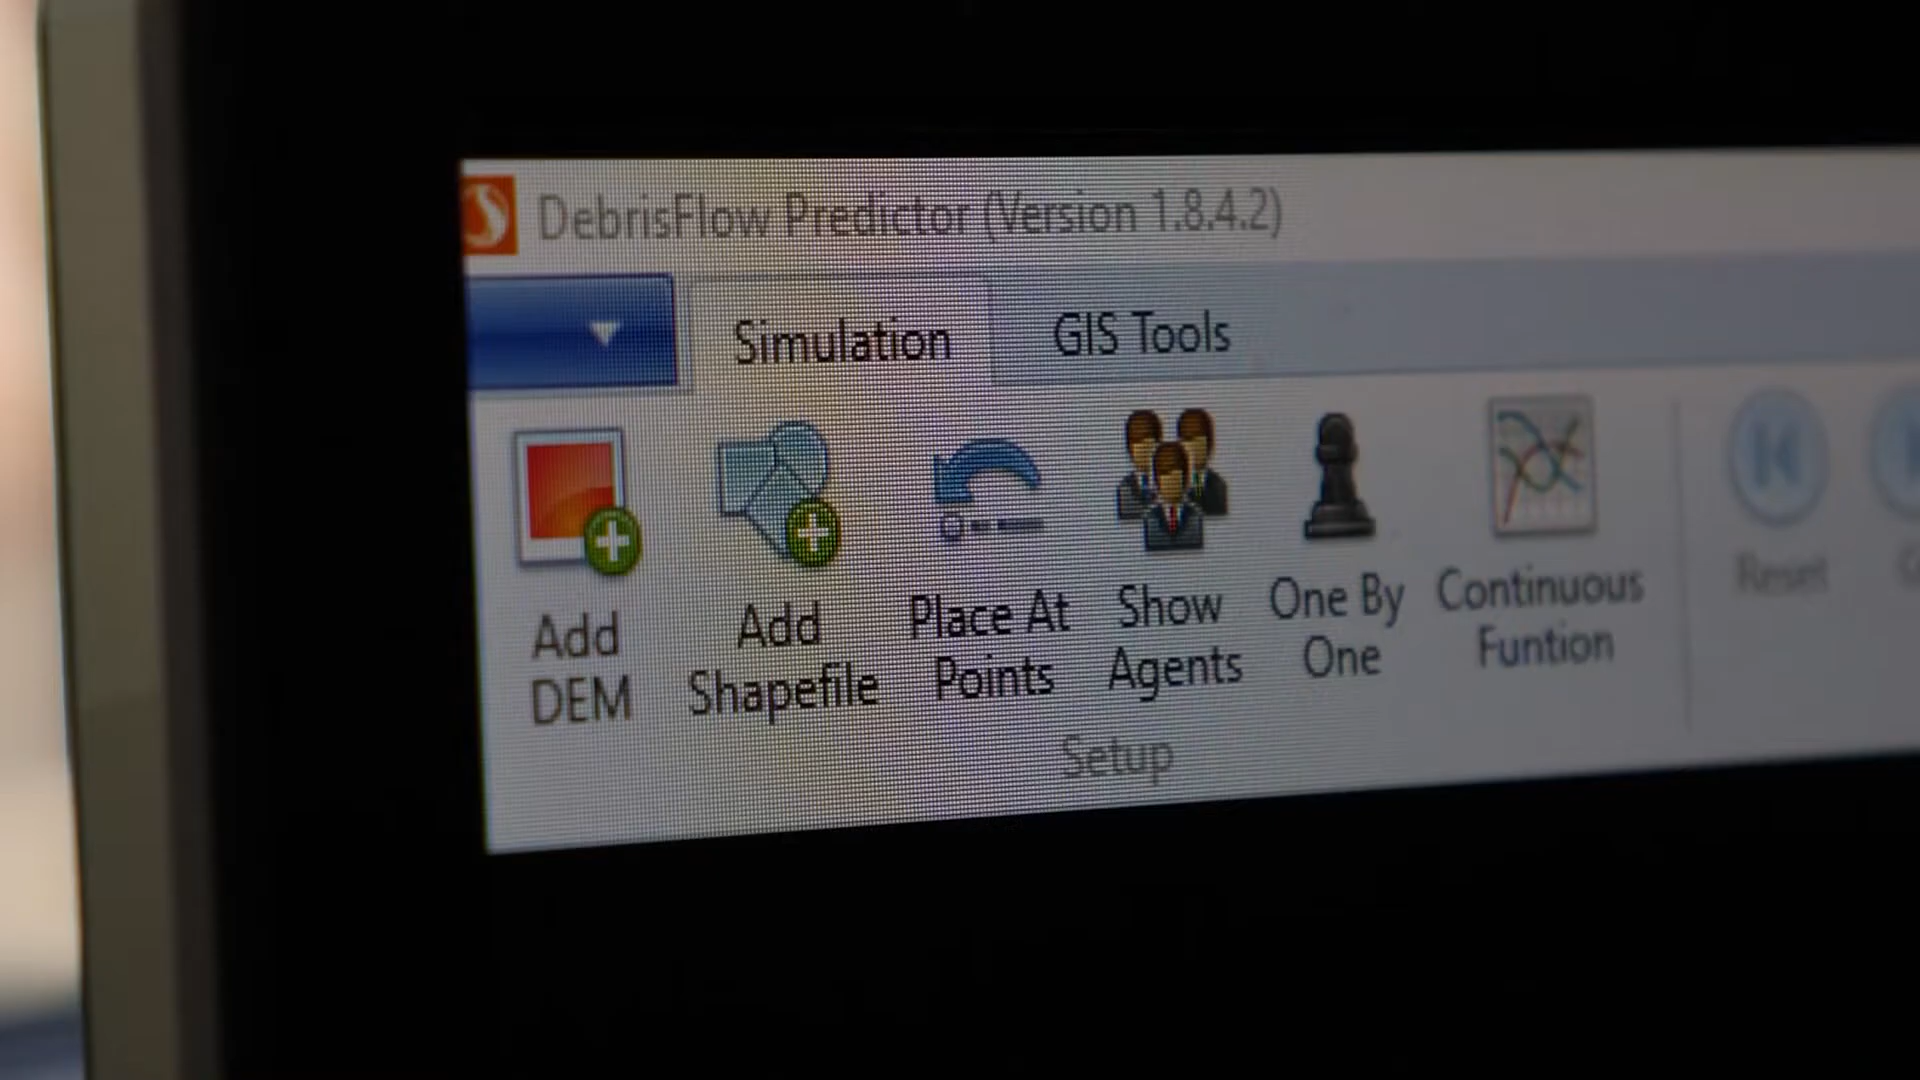 DebrisFlow Predictor (Version 1.8.4.2)
Simulation GIS Tools
Add DEM
Add Shapefile
Place At Points
Show Agents
One By One
Continuous Funtion
Reset
Setup